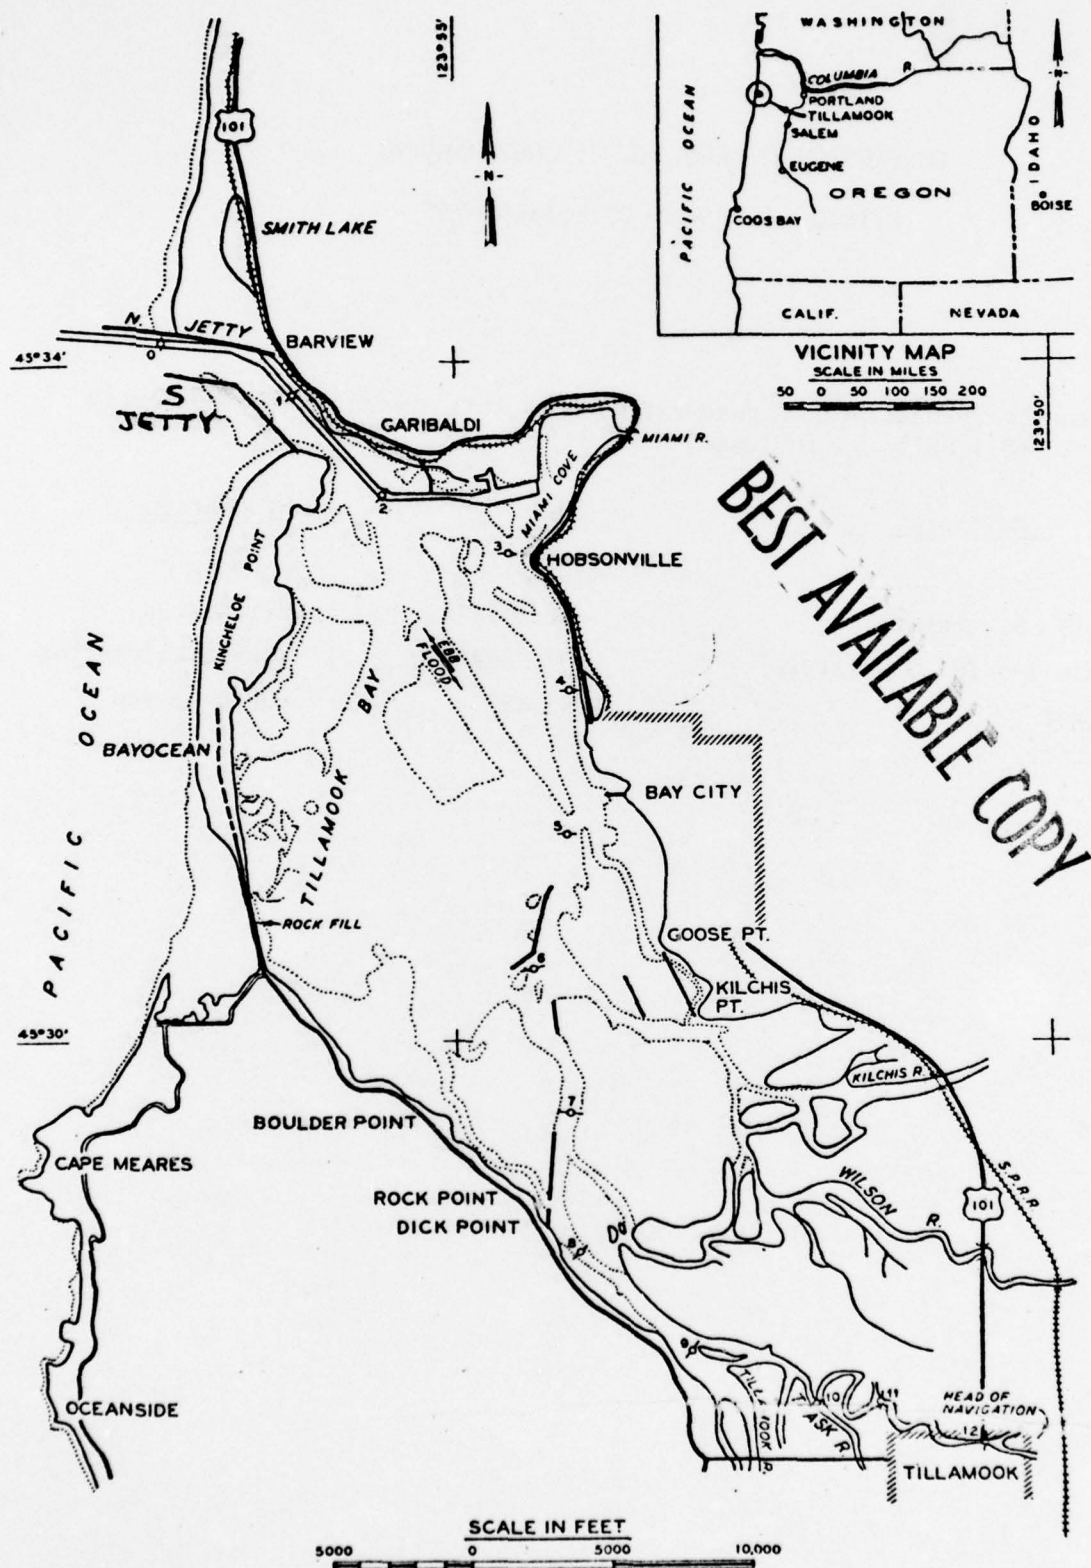 123°55'
WASHINGTON
COLUMBIA R.
PORTLAND
TILLAMOOK
SALEM
EUGENE
OREGON
IDAHO
BOISE
COOS BAY
PACIFIC OCEAN
CALIF.
NEVADA
-N-
VICINITY MAP
SCALE IN MILES
50 0 50 100 150 200
123°50'
101
-N-
SMITH LAKE
N. JETTY
BARVIEW
45°34'
0
S
JETTY
1
GARIBALDI
MIAMI R.
2
MIAMI COVE
3
HOBSONVILLE
BEST AVAILABLE COPY
KINCHELOE POINT
EBB
FLOOD
PACIFIC OCEAN
TILLAMOOK BAY
4
BAYOCEAN
BAY CITY
5
ROCK FILL
GOOSE PT.
6
KILCHIS
PT.
45°30'
KILCHIS R.
7
BOULDER POINT
CAPE MEARES
ROCK POINT
DICK POINT
WILSON R.
S.P.R.R.
101
8
9
OCEANSIDE
10
11
HEAD OF
NAVIGATION
12
TILLAMOOK
SCALE IN FEET
5000 0 5000 10,000